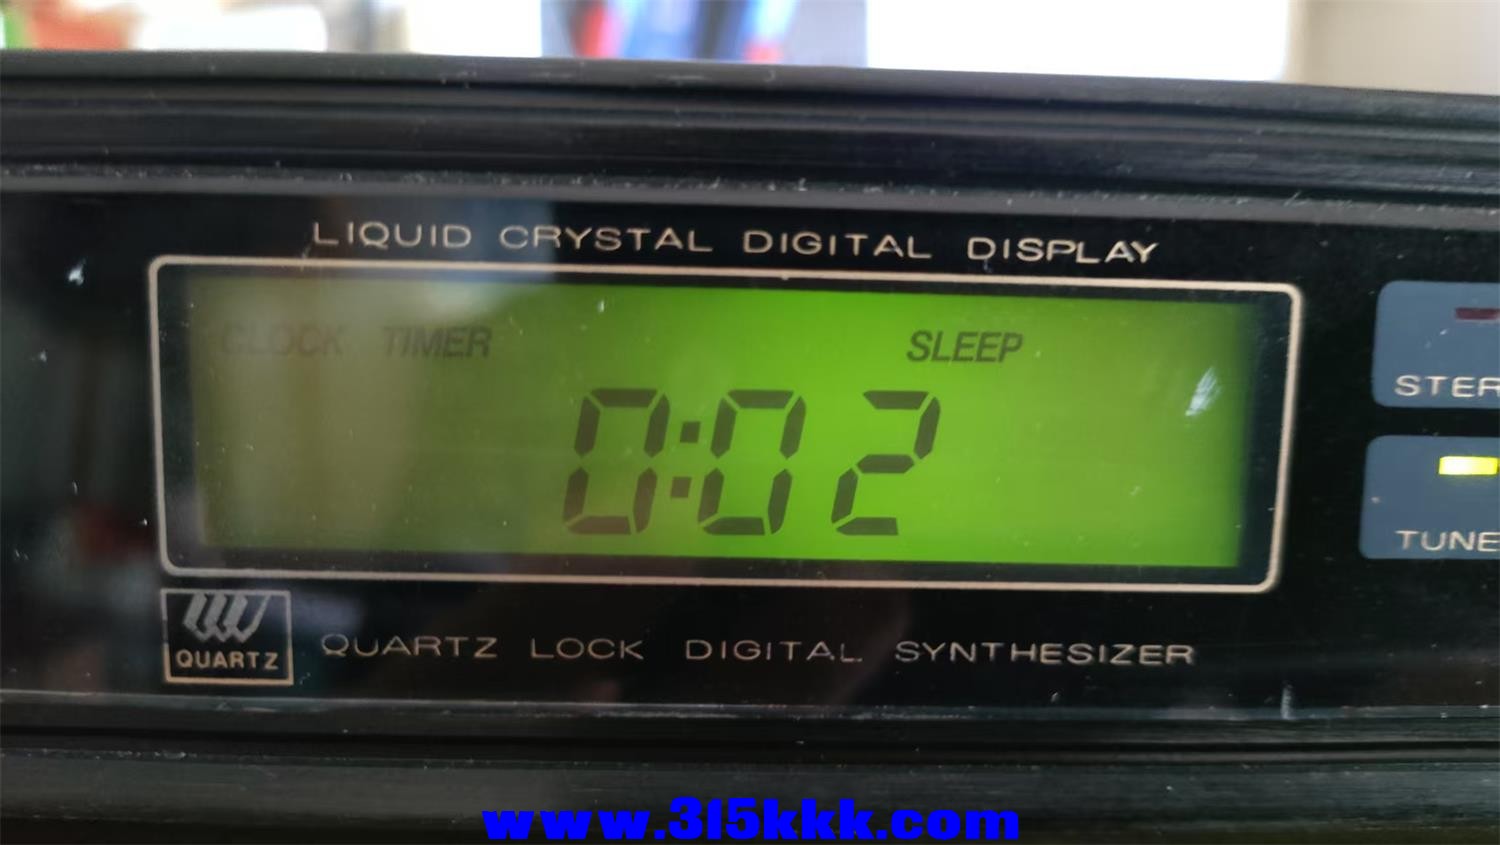 LIQUID CRYSTAL DIGITAL DISPLAY
CLOCK TIMER SLEEP
0:02
STER
TUNE
QUARTZ
QUARTZ LOCK DIGITAL SYNTHESIZER
www.315kkk.com